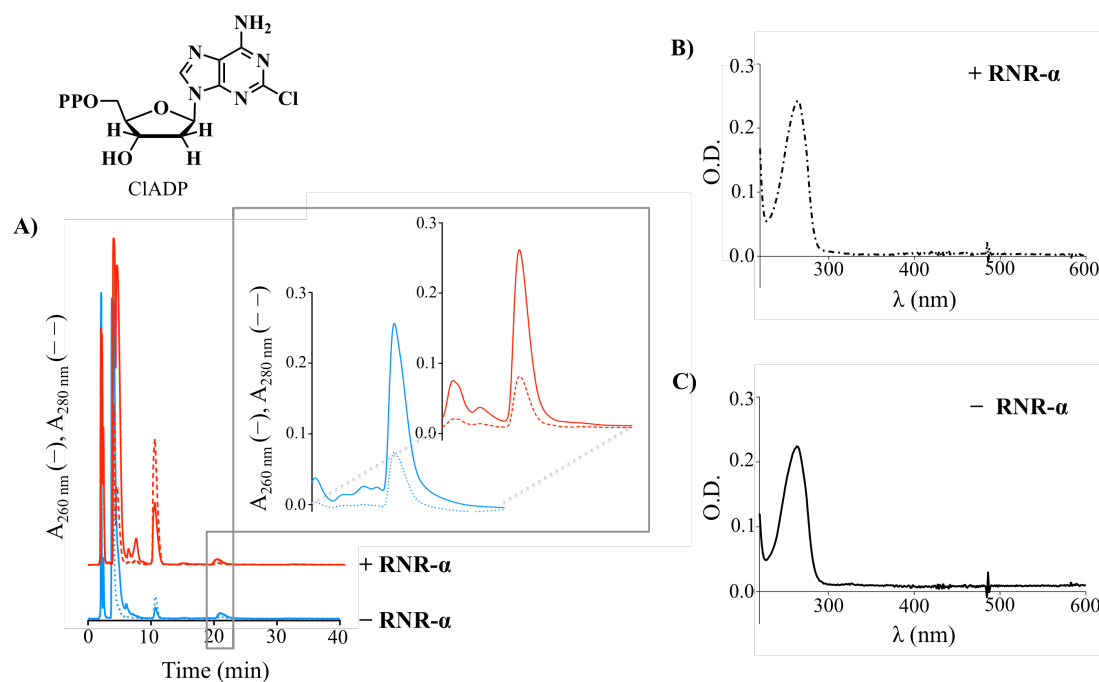 NH₂
N
N
N
N
Cl
PPO
O
H
H
HO
H
ClADP
A)
A₂₆₀ ₙₘ (−), A₂₈₀ ₙₘ (− −)
0
10
20
30
40
Time (min)
+ RNR-α
− RNR-α
A₂₆₀ ₙₘ (−), A₂₈₀ ₙₘ (− −)
0.3
0.2
0.1
0.0
0.3
0.2
0.1
0.0
B)
+ RNR-α
O.D.
0.3
0.2
0.1
0.0
300
400
500
600
λ (nm)
C)
− RNR-α
O.D.
0.3
0.2
0.1
0.0
300
400
500
600
λ (nm)